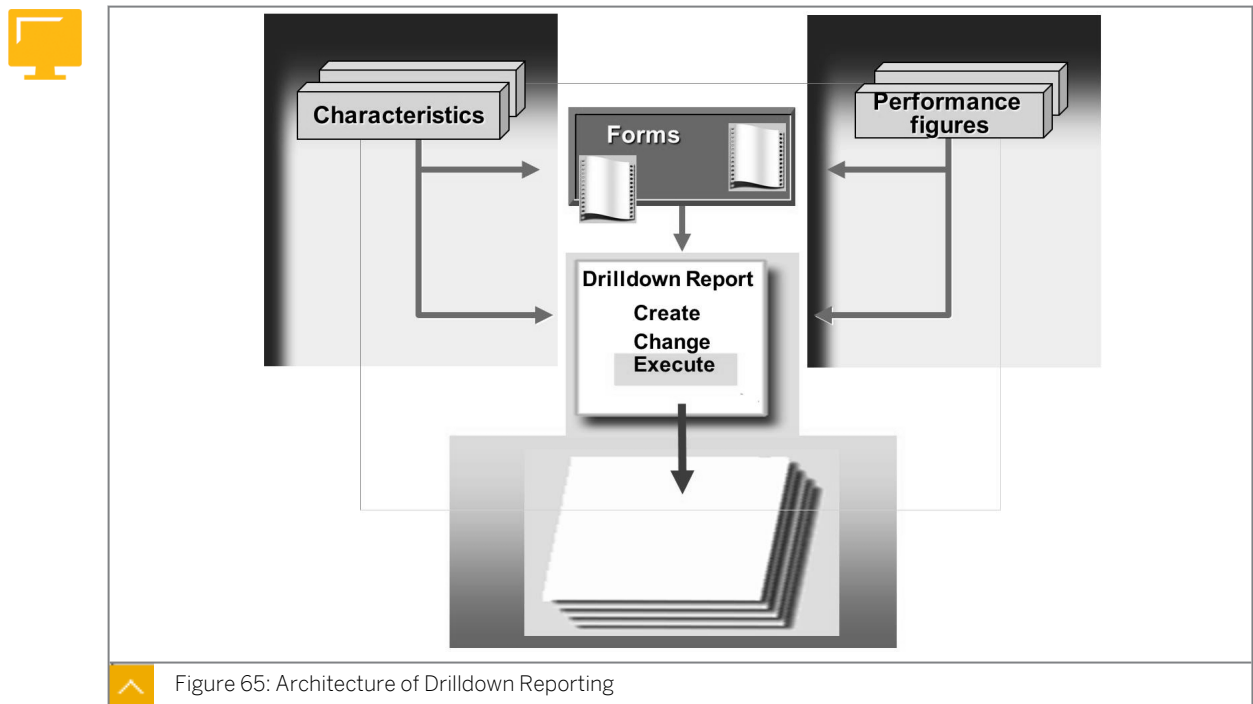 Characteristics
Forms
Performance
figures
Drilldown Report
Create
Change
Execute
Figure 65: Architecture of Drilldown Reporting